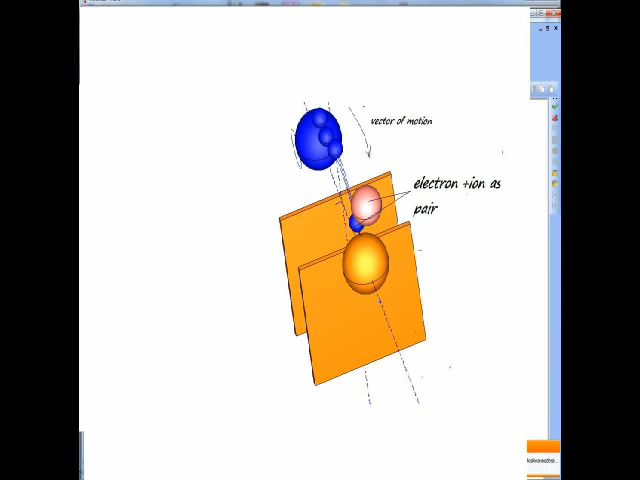 vector of motion
electron +ion as
pair